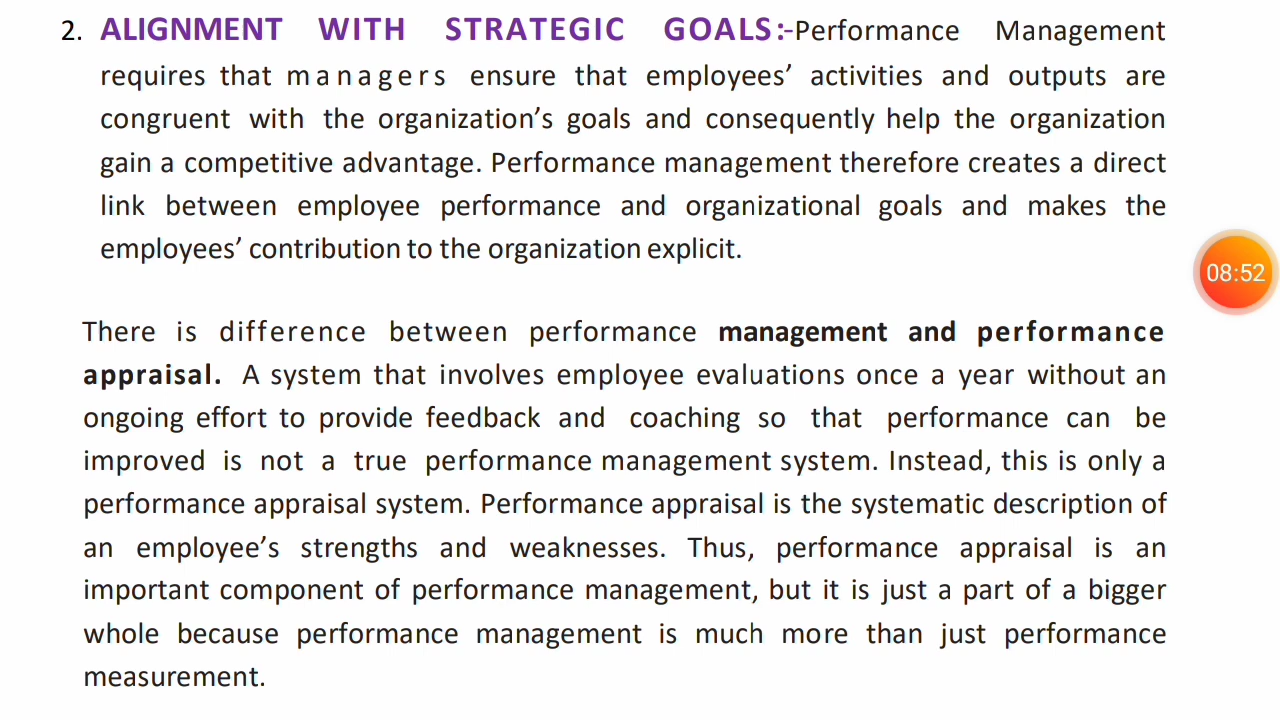 2. ALIGNMENT WITH STRATEGIC GOALS:-Performance Management
requires that managers ensure that employees’ activities and outputs are
congruent with the organization’s goals and consequently help the organization
gain a competitive advantage. Performance management therefore creates a direct
link between employee performance and organizational goals and makes the
employees’ contribution to the organization explicit.
08:52
There is difference between performance management and performance
appraisal. A system that involves employee evaluations once a year without an
ongoing effort to provide feedback and coaching so that performance can be
improved is not a true performance management system. Instead, this is only a
performance appraisal system. Performance appraisal is the systematic description of
an employee’s strengths and weaknesses. Thus, performance appraisal is an
important component of performance management, but it is just a part of a bigger
whole because performance management is much more than just performance
measurement.